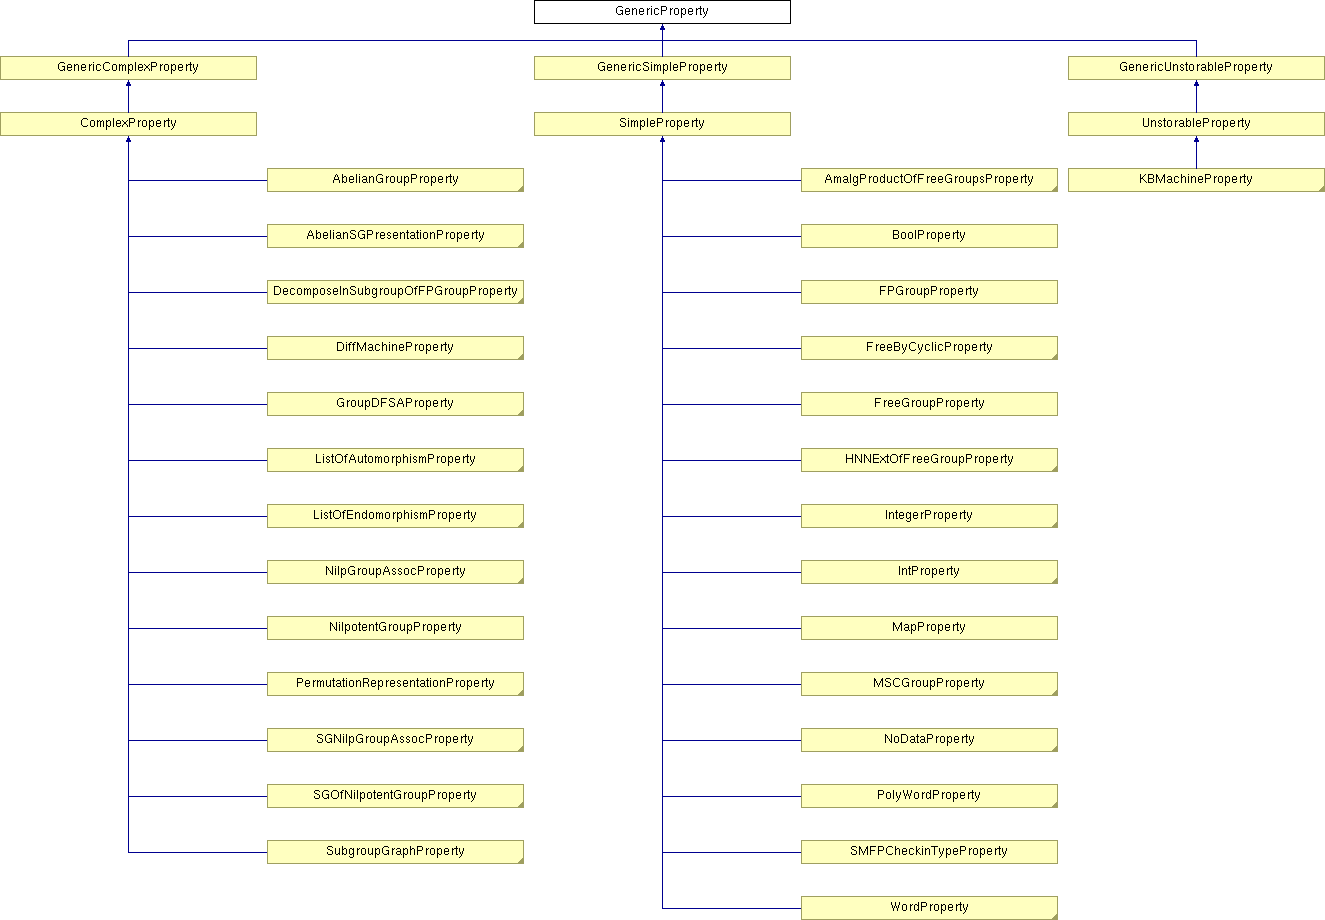 GenericProperty
GenericComplexProperty
GenericSimpleProperty
GenericUnstorableProperty
ComplexProperty
SimpleProperty
UnstorableProperty
AbelianGroupProperty
AmalgProductOfFreeGroupsProperty
KBMachineProperty
AbelianSGPresentationProperty
BoolProperty
DecomposeInSubgroupOfFPGroupProperty
FPGroupProperty
DiffMachineProperty
FreeByCyclicProperty
GroupDFSAProperty
FreeGroupProperty
ListOfAutomorphismProperty
HNNExtOfFreeGroupProperty
ListOfEndomorphismProperty
IntegerProperty
NilpGroupAssocProperty
IntProperty
NilpotentGroupProperty
MapProperty
PermutationRepresentationProperty
MSCGroupProperty
SGNilpGroupAssocProperty
NoDataProperty
SGOfNilpotentGroupProperty
PolyWordProperty
SubgroupGraphProperty
SMFPCheckinTypeProperty
WordProperty